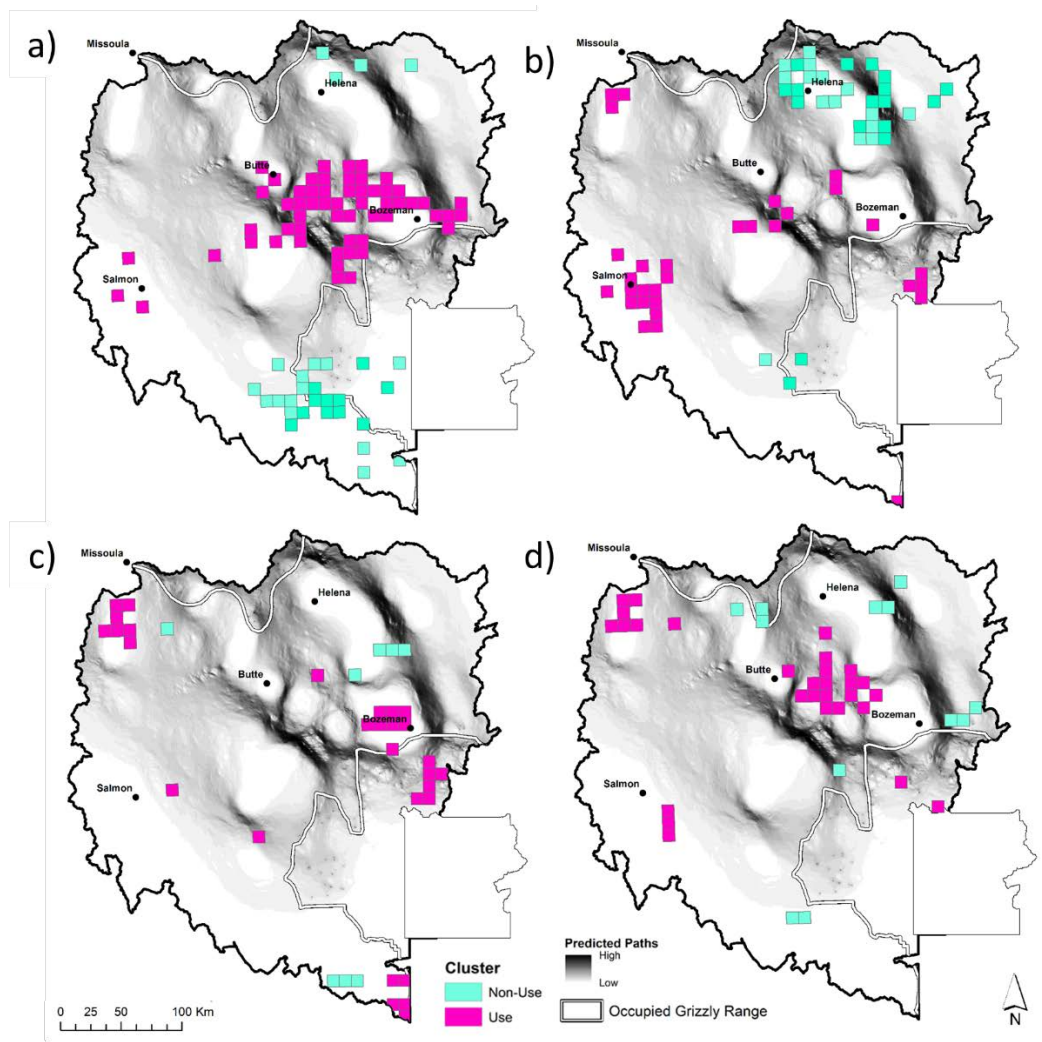 a)
Missoula
Helena
Butte
Bozeman
Salmon
b)
Missoula
Helena
Butte
Bozeman
Salmon
c)
Missoula
Helena
Butte
Bozeman
Salmon
d)
Missoula
Helena
Butte
Bozeman
Salmon
0 25 50 100 Km
Cluster
Non-Use
Use
Predicted Paths
High
Low
Occupied Grizzly Range
N